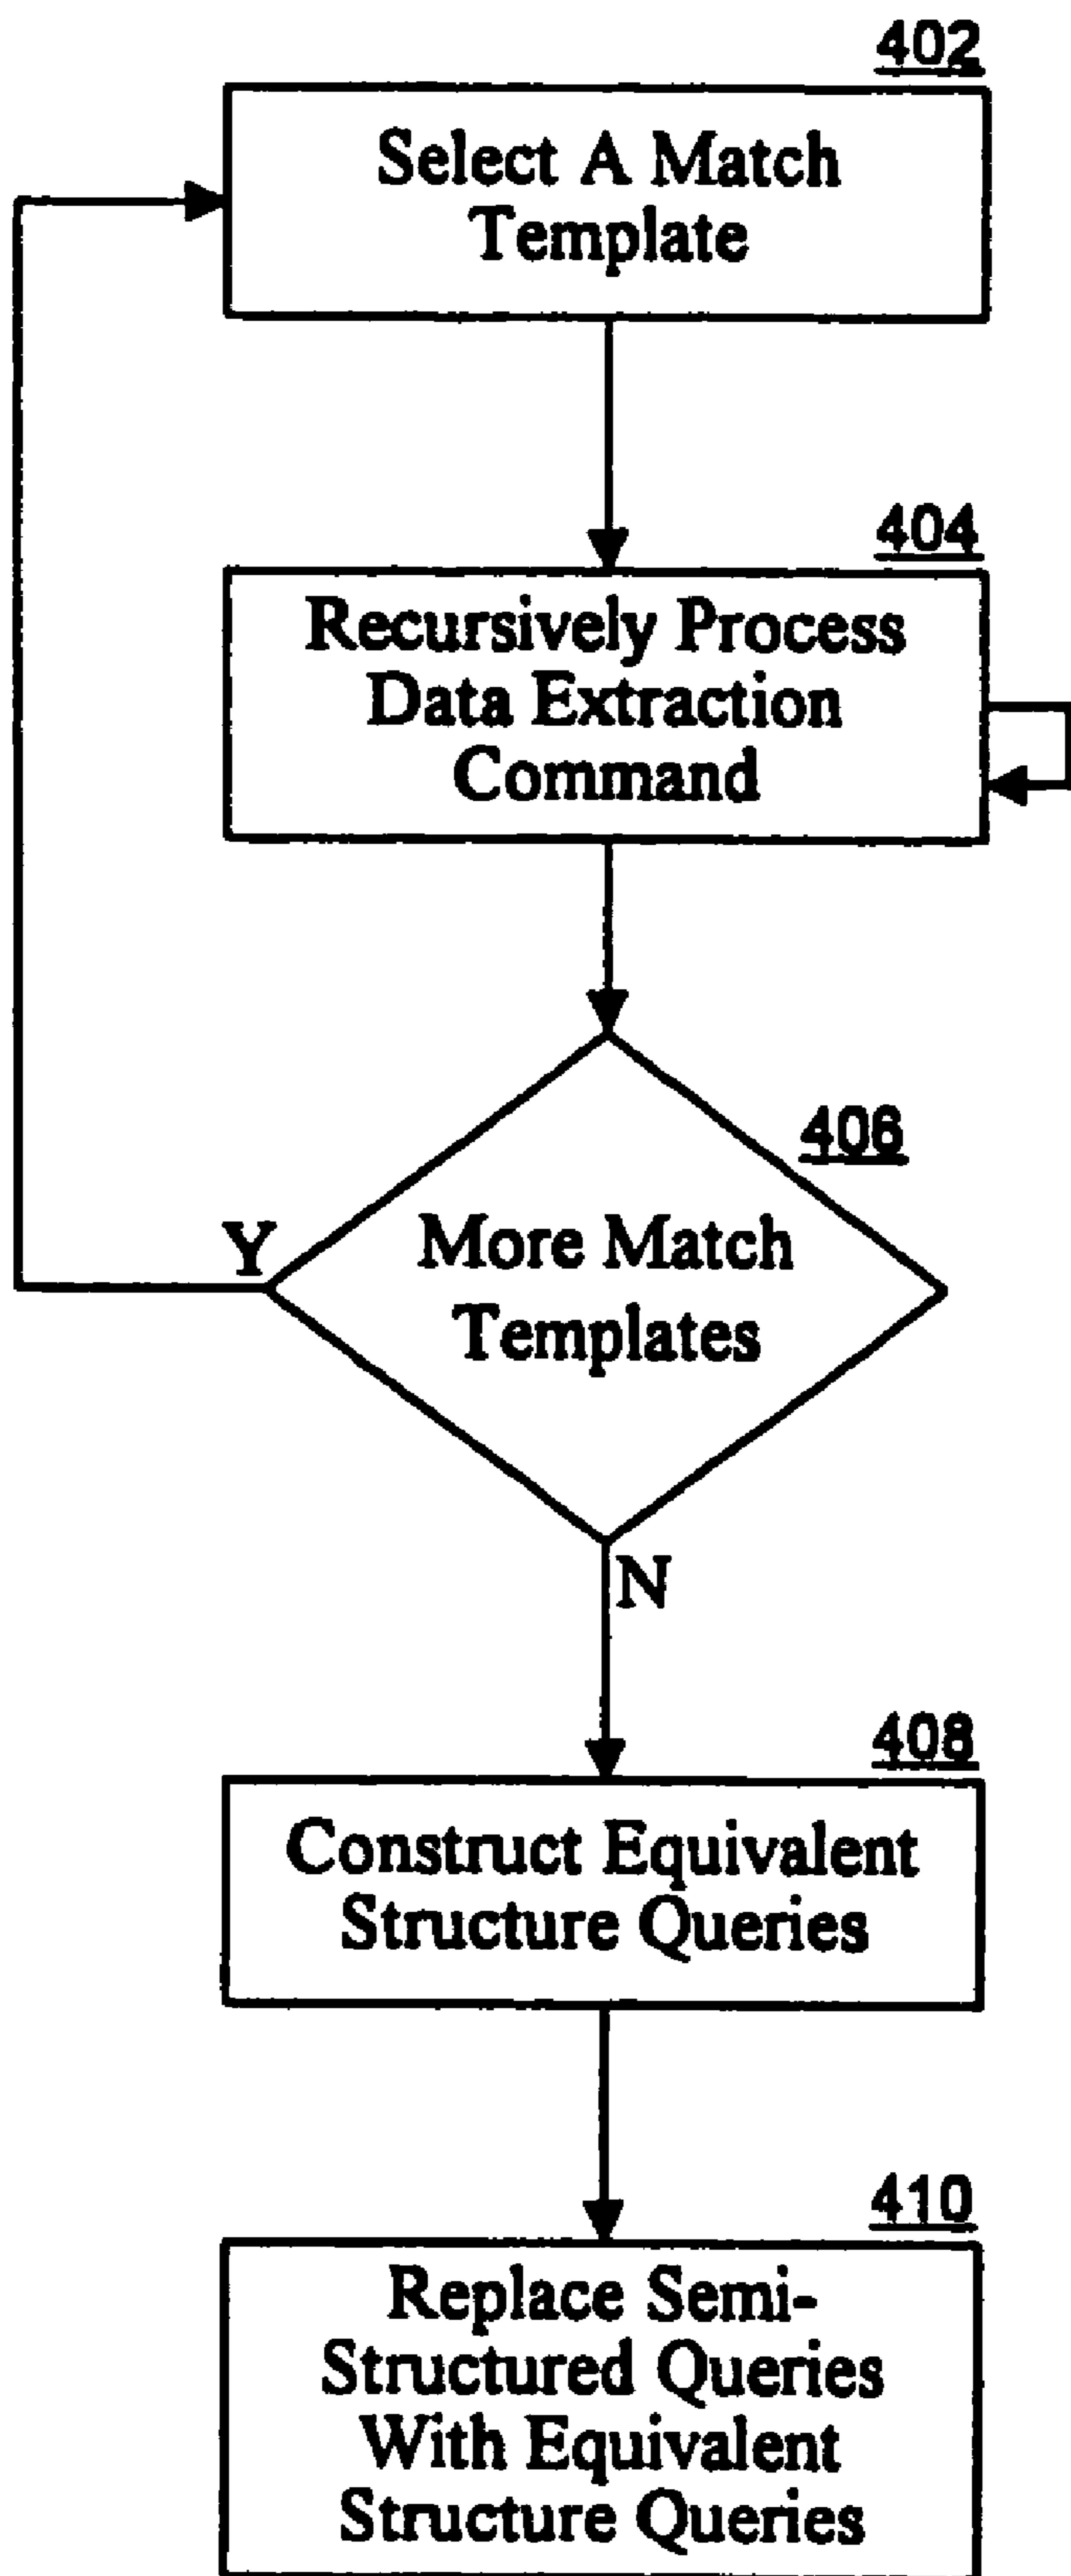 402
Select A Match
Template
404
Recursively Process
Data Extraction
Command
406
More Match
Templates
Y
N
408
Construct Equivalent
Structure Queries
410
Replace Semi-
Structured Queries
With Equivalent
Structure Queries